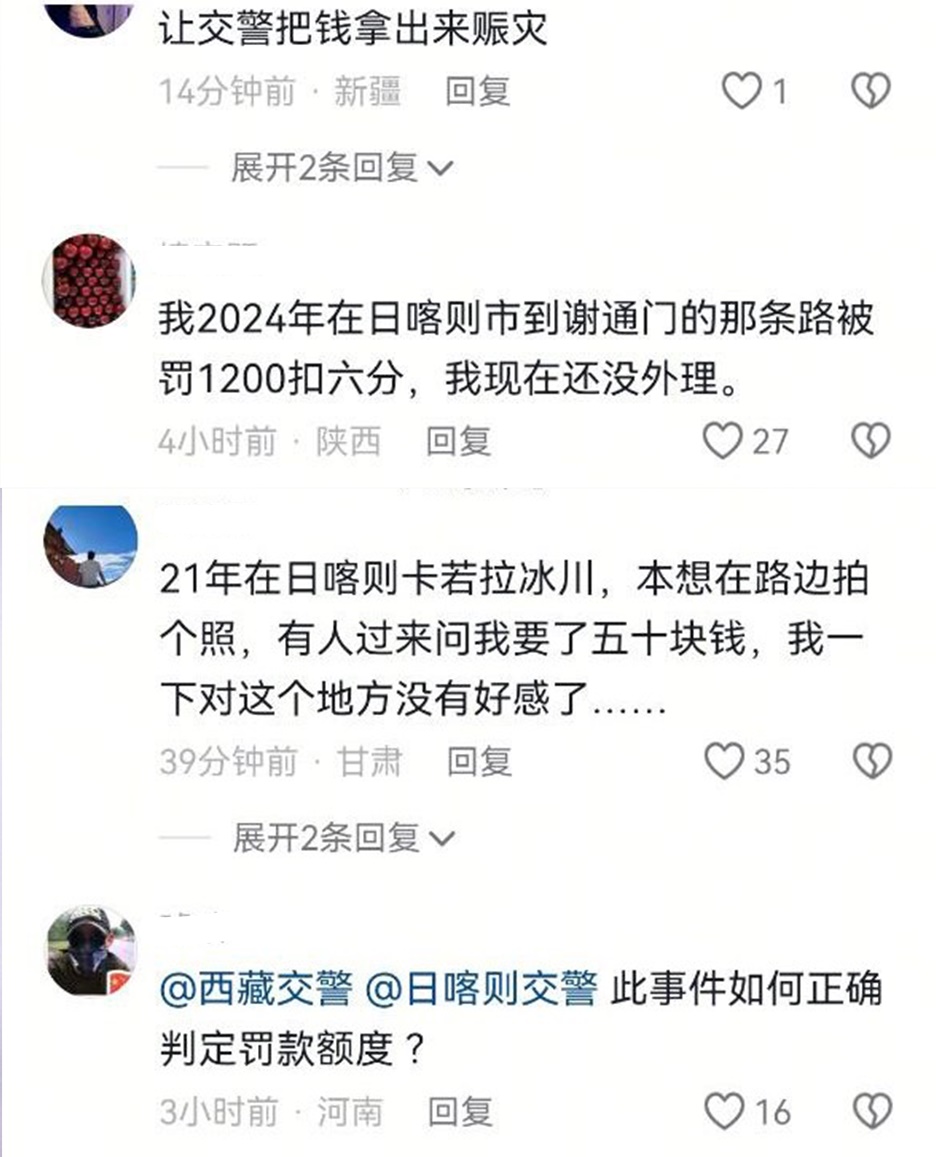 让交警把钱拿出来赈灾
14分钟前 · 新疆 回复 1
展开2条回复
我2024年在日喀则市到谢通门的那条路被
罚1200扣六分，我现在还没外理。
4小时前 · 陕西 回复 27
21年在日喀则卡若拉冰川，本想在路边拍
个照，有人过来问我要了五十块钱，我一
下对这个地方没有好感了……
39分钟前 · 甘肃 回复 35
展开2条回复
@西藏交警 @日喀则交警 此事件如何正确
判定罚款额度？
3小时前 · 河南 回复 16